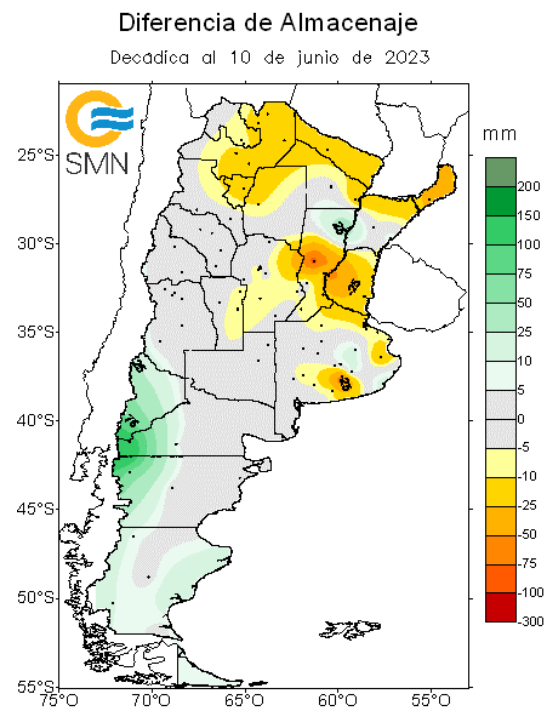 Diferencia de Almacenaje
Decadica al 10 de junio de 2023
SMN
mm
200
150
100
75
50
25
10
5
0
-5
-10
-25
-50
-75
-100
-300
25°S
30°S
35°S
40°S
45°S
50°S
55°S
75°O
70°O
65°O
60°O
55°O